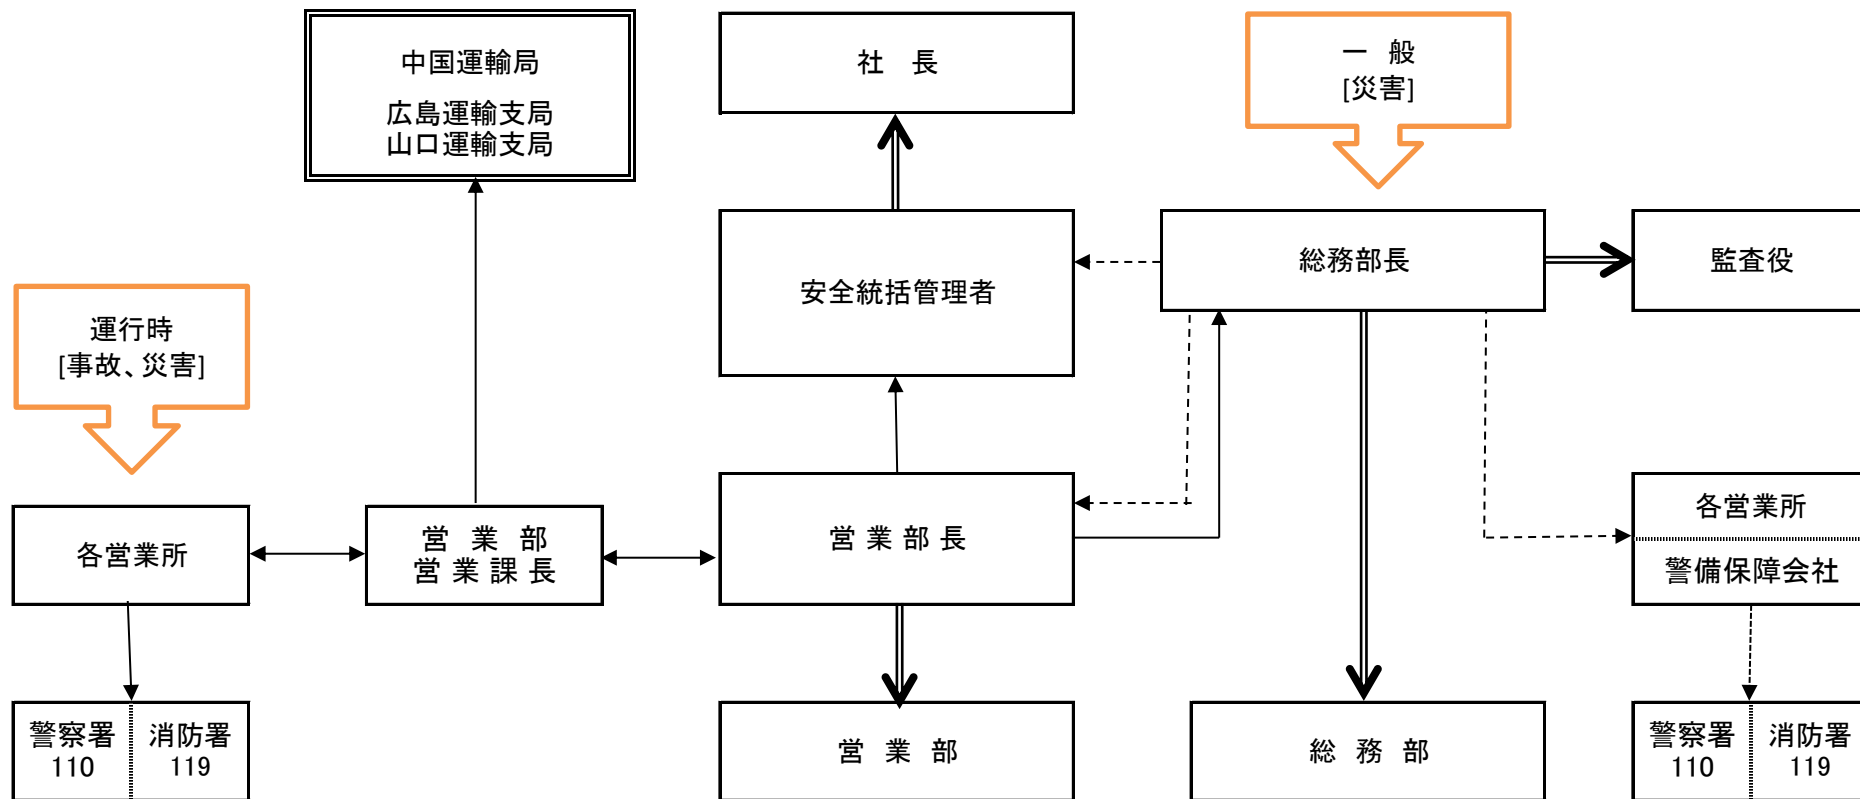 中国運輸局
広島運輸支局
山口運輸支局
社 長
一 般
[災害]
安全統括管理者
総務部長
監査役
運行時
[事故、災害]
各営業所
営 業 部
営 業 課 長
営 業 部 長
各営業所
警備保障会社
警察署
110
消防署
119
営 業 部
総 務 部
警察署
110
消防署
119